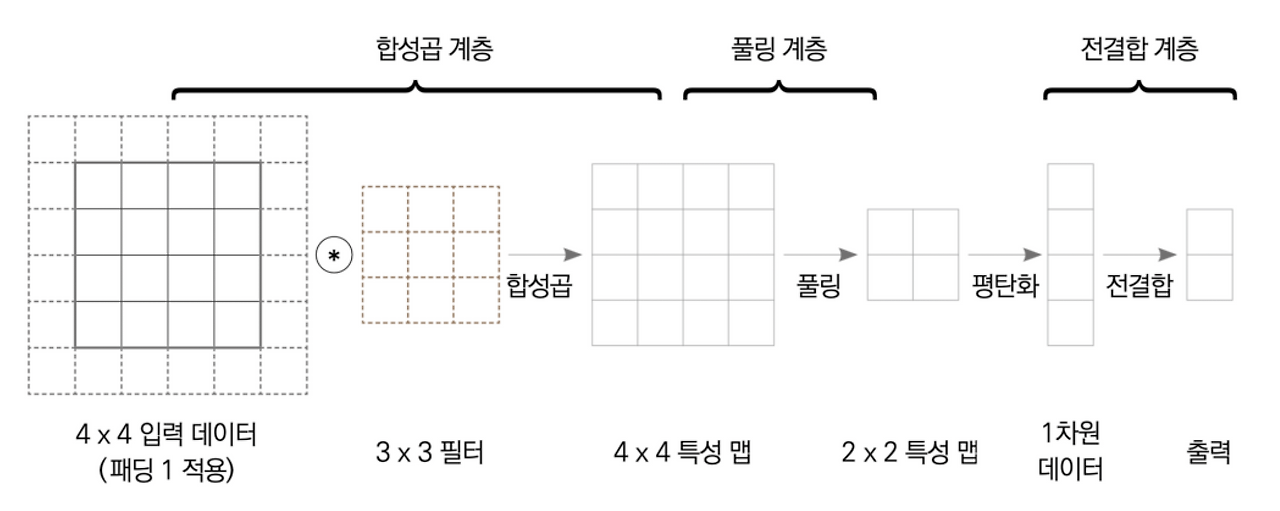 합성곱 계층
풀링 계층
전결합 계층
*
합성곱
풀링
평탄화
전결합
4 x 4 입력 데이터
(패딩 1 적용)
3 x 3 필터
4 x 4 특성 맵
2 x 2 특성 맵
1차원
데이터
출력